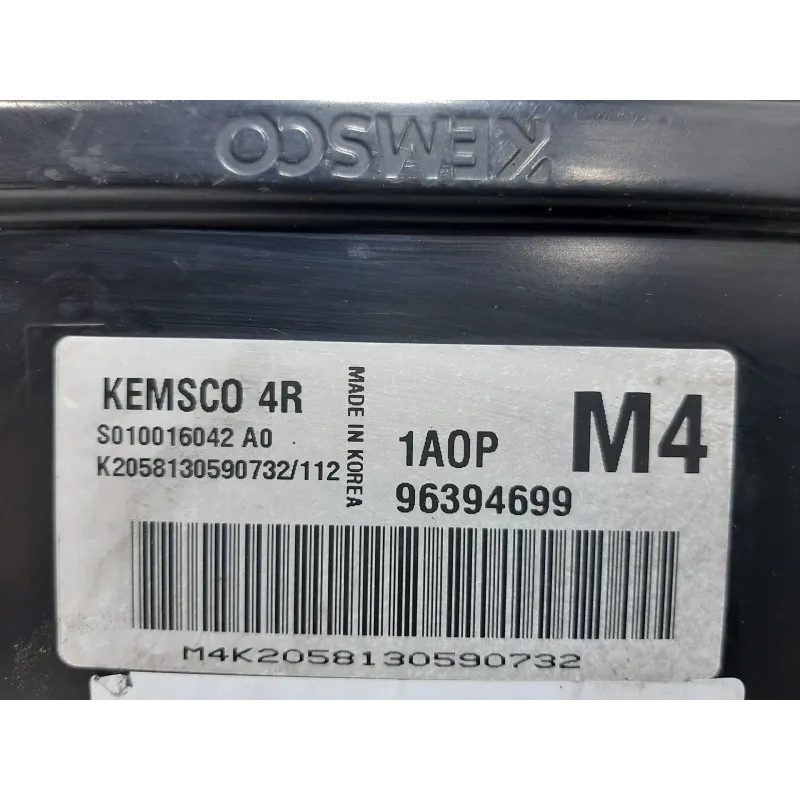 KEMSCO
KEMSCO 4R
S010016042 A0
K2058130590732/112
MADE IN KOREA
1A0P
96394699
M4
M4K2058130590732